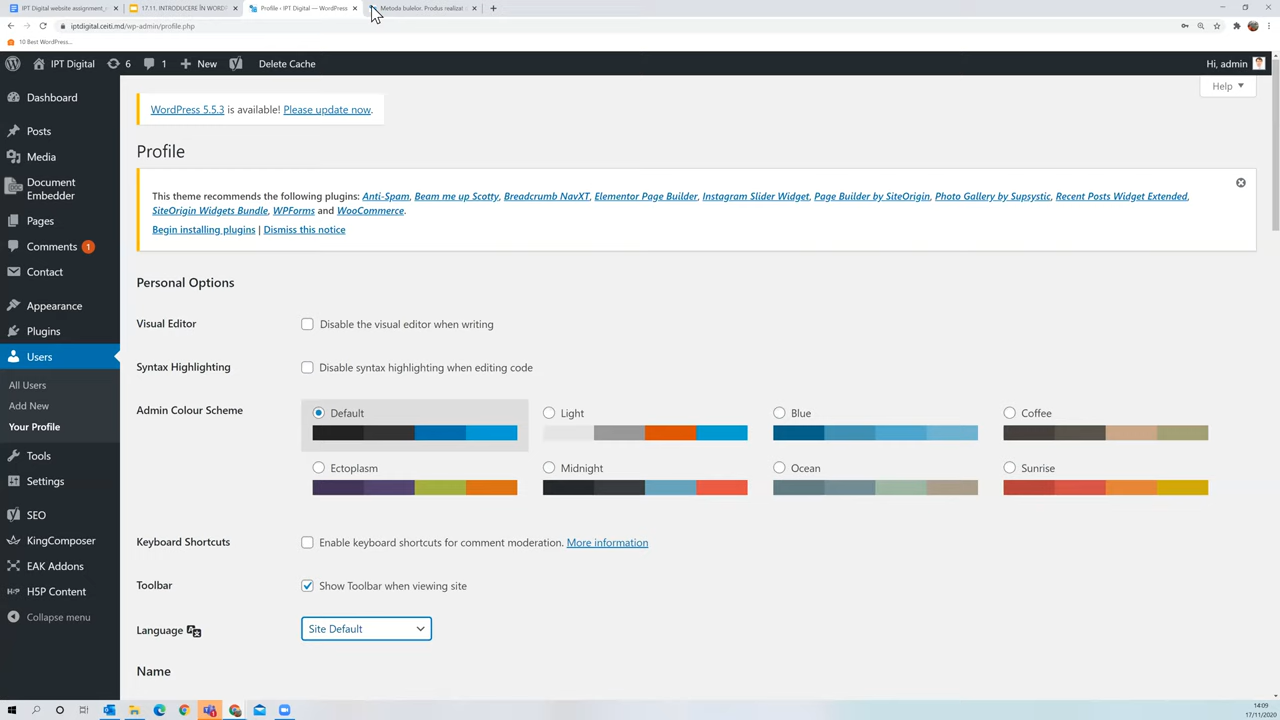 IPT Digital website assignment_
17.11. INTRODUCERE ÎN WORDP
Profile ‹ IPT Digital — WordPress
Metoda bulelor. Produs realizat
iptdigital.ceiti.md/wp-admin/profile.php
10 Best WordPress...
IPT Digital 6 1 New Delete Cache Hi, admin
Help
Dashboard
Posts
Media
Document Embedder
Pages
Comments 1
Contact
Appearance
Plugins
Users
All Users
Add New
Your Profile
Tools
Settings
SEO
KingComposer
EAK Addons
H5P Content
Collapse menu
WordPress 5.5.3 is available! Please update now.
Profile
This theme recommends the following plugins: Anti-Spam, Beam me up Scotty, Breadcrumb NavXT, Elementor Page Builder, Instagram Slider Widget, Page Builder by SiteOrigin, Photo Gallery by Supsystic, Recent Posts Widget Extended,
SiteOrigin Widgets Bundle, WPForms and WooCommerce.
Begin installing plugins | Dismiss this notice
Personal Options
Visual Editor Disable the visual editor when writing
Syntax Highlighting Disable syntax highlighting when editing code
Admin Colour Scheme Default Light Blue Coffee
Ectoplasm Midnight Ocean Sunrise
Keyboard Shortcuts Enable keyboard shortcuts for comment moderation. More information
Toolbar Show Toolbar when viewing site
Language Site Default
Name
14:09
17/11/2020